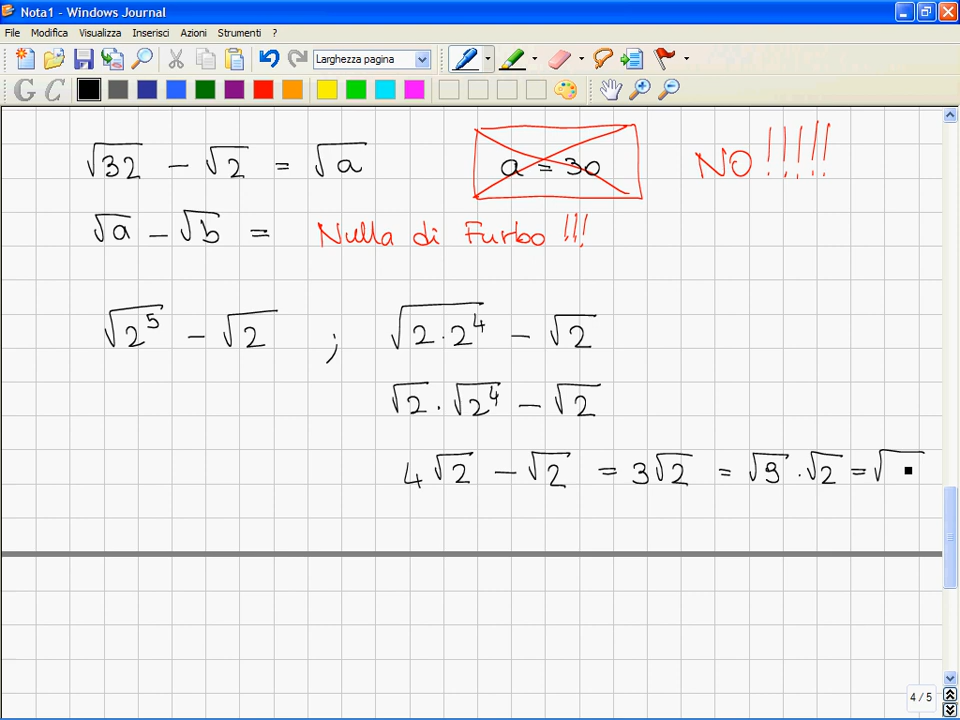 Nota1 - Windows Journal
File Modifica Visualizza Inserisci Azioni Strumenti ?
Larghezza pagina
G C
√32 - √2 = √a a = 30 NO!!!!!
√a - √b = Nulla di Furbo !!!
√2⁵ - √2 ; √2·2⁴ - √2
√2 · √2⁴ - √2
4√2 - √2 = 3√2 = √9 · √2 = √
4 / 5